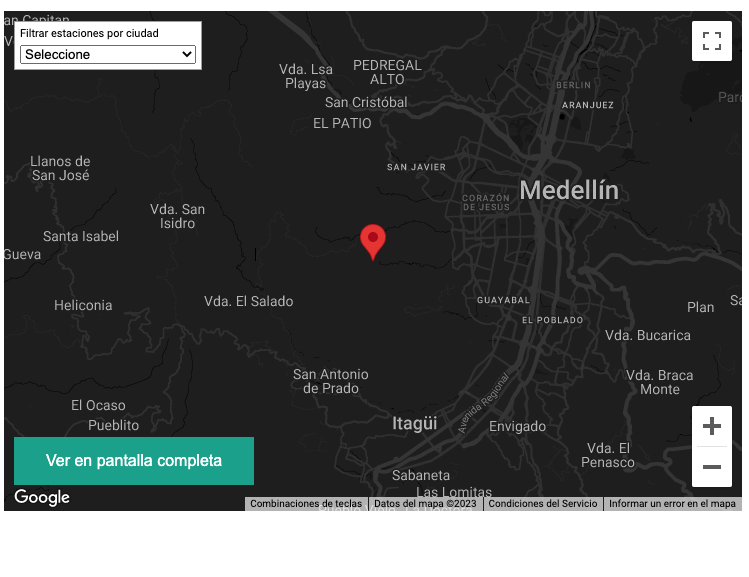 an Capitan
V
Filtrar estaciones por ciudad
Seleccione
Vda. Lsa
Playas
PEDREGAL
ALTO
San Cristóbal
EL PATIO
BERLIN
ARANJUEZ
SAN JAVIER
Llanos de
San José
Medellín
CORAZÓN
DE JESÚS
Vda. San
Isidro
Santa Isabel
Gueva
Heliconia
Vda. El Salado
GUAYABAL
EL POBLADO
Plan
Vda. Bucarica
San Antonio
de Prado
Vda. Braca
Monte
El Ocaso
Pueblito
Itagüi
Avenida Regional
Envigado
Vda. El
Penasco
Ver en pantalla completa
Sabaneta
Las Lomitas
Google
Combinaciones de teclas
Datos del mapa ©2023
Condiciones del Servicio
Informar un error en el mapa